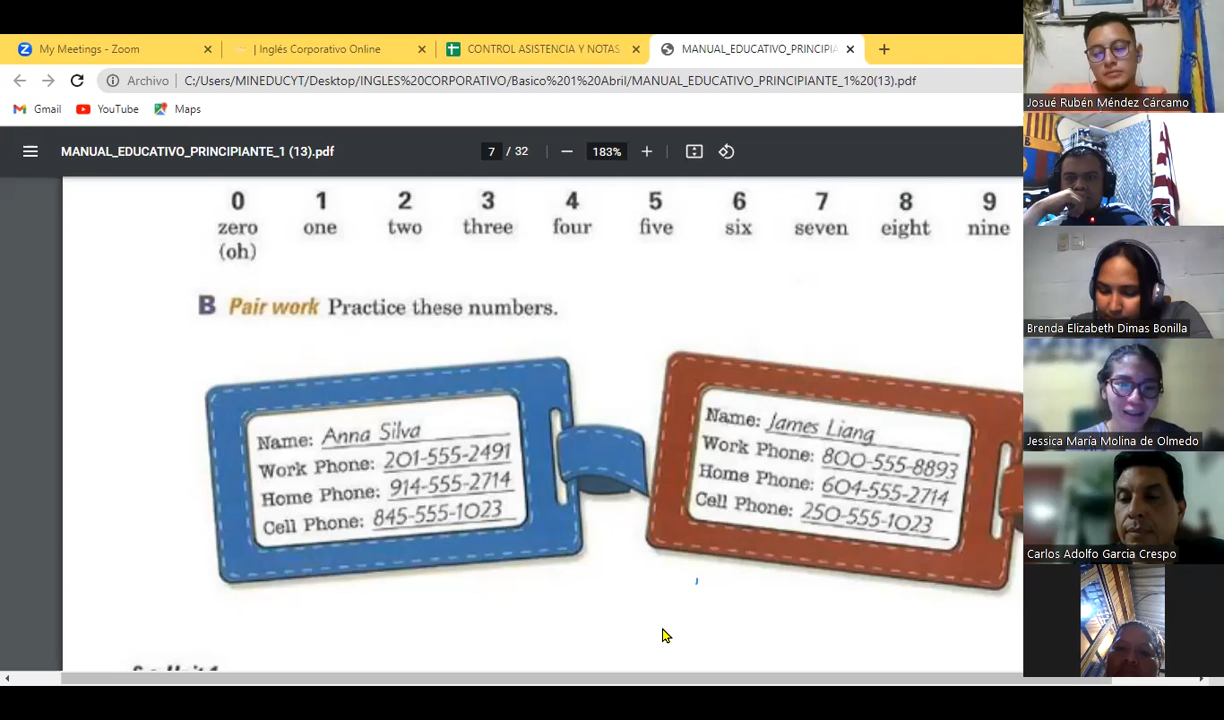 My Meetings - Zoom
| Inglés Corporativo Online
CONTROL ASISTENCIA Y NOTAS
MANUAL_EDUCATIVO_PRINCIPIA
Archivo
C:/Users/MINEDUCYT/Desktop/INGLES%20CORPORATIVO/Basico%201%20Abril/MANUAL_EDUCATIVO_PRINCIPIANTE_1%20(13).pdf
Gmail YouTube Maps
MANUAL_EDUCATIVO_PRINCIPIANTE_1 (13).pdf
7 / 32
183%
0 1 2 3 4 5 6 7 8 9
zero one two three four five six seven eight nine
(oh)
B Pair work Practice these numbers.
Name: Anna Silva
Work Phone: 201-555-2491
Home Phone: 914-555-2714
Cell Phone: 845-555-1023
Name: James Liang
Work Phone: 800-555-8893
Home Phone: 604-555-2714
Cell Phone: 250-555-1023
Josué Rubén Méndez Cárcamo
Brenda Elizabeth Dimas Bonilla
Jessica María Molina de Olmedo
Carlos Adolfo Garcia Crespo